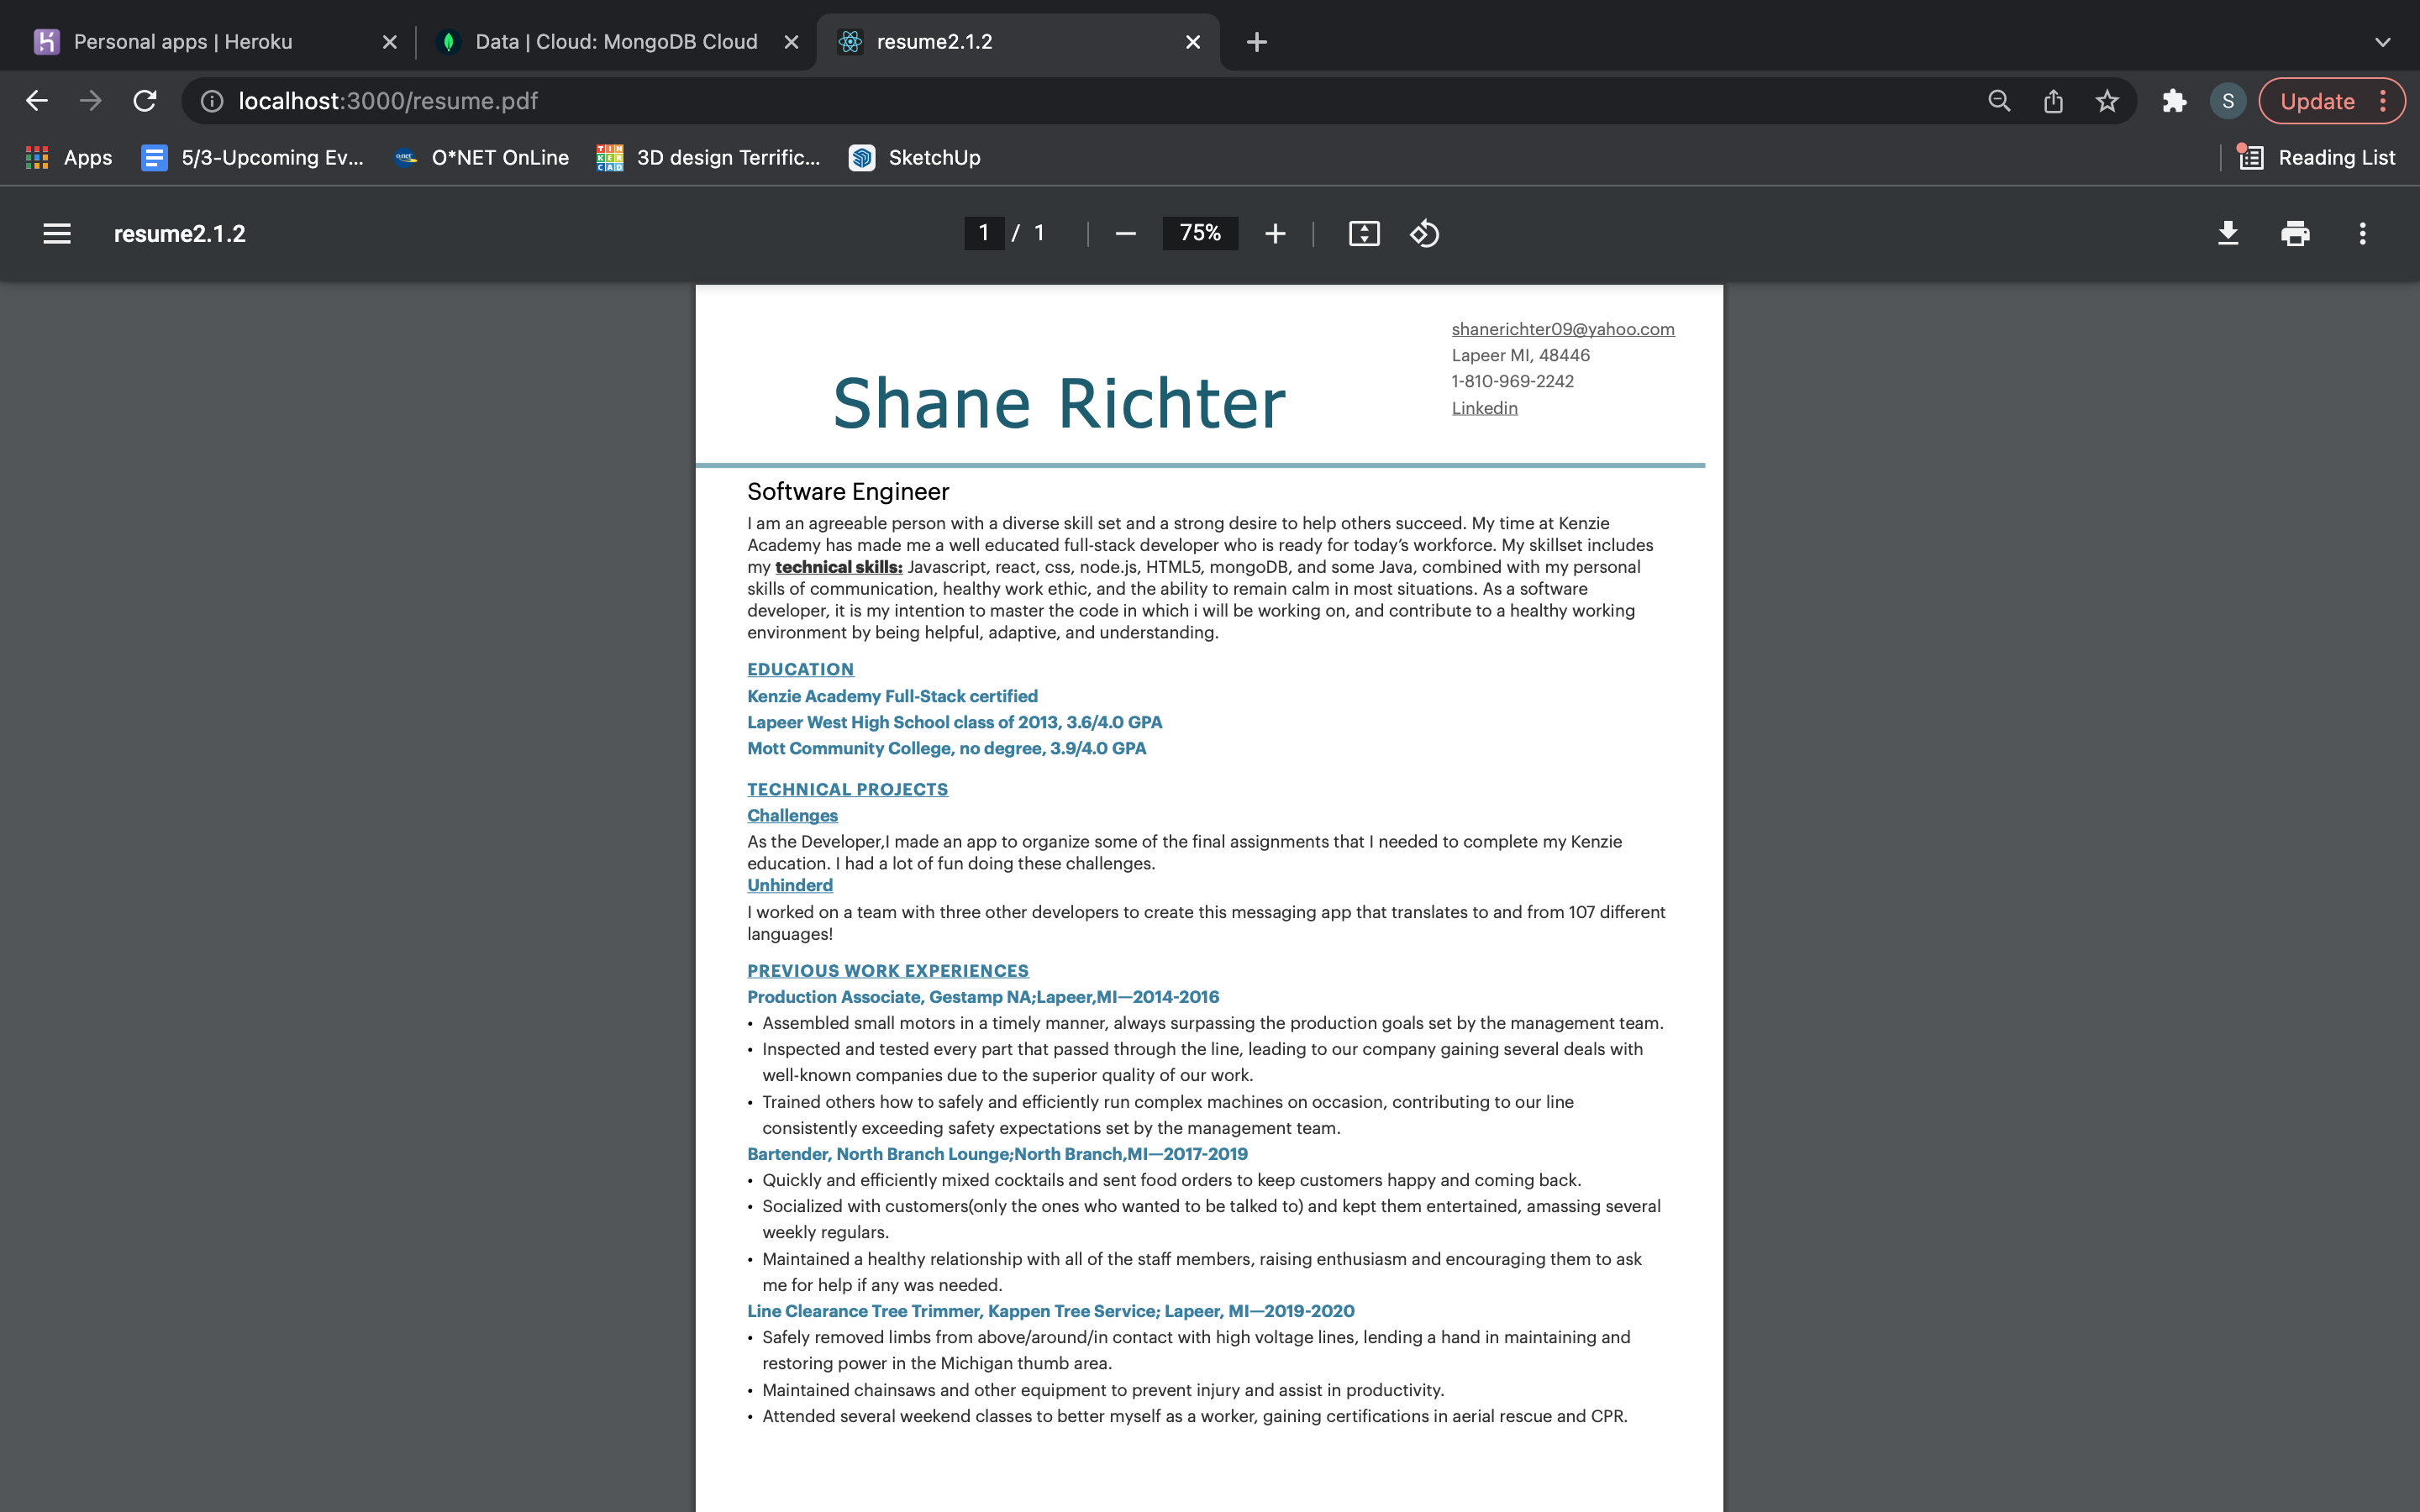 Personal apps | Heroku
Data | Cloud: MongoDB Cloud
resume2.1.2
localhost:3000/resume.pdf
S
Update
Apps
5/3-Upcoming Ev...
O*NET OnLine
3D design Terrific...
SketchUp
Reading List
resume2.1.2
1 / 1
75%
shanerichter09@yahoo.com
Lapeer MI, 48446
1-810-969-2242
Linkedin
Shane Richter
Software Engineer
I am an agreeable person with a diverse skill set and a strong desire to help others succeed. My time at Kenzie
Academy has made me a well educated full-stack developer who is ready for today’s workforce. My skillset includes
my technical skills: Javascript, react, css, node.js, HTML5, mongoDB, and some Java, combined with my personal
skills of communication, healthy work ethic, and the ability to remain calm in most situations. As a software
developer, it is my intention to master the code in which i will be working on, and contribute to a healthy working
environment by being helpful, adaptive, and understanding.
EDUCATION
Kenzie Academy Full-Stack certified
Lapeer West High School class of 2013, 3.6/4.0 GPA
Mott Community College, no degree, 3.9/4.0 GPA
TECHNICAL PROJECTS
Challenges
As the Developer,I made an app to organize some of the final assignments that I needed to complete my Kenzie
education. I had a lot of fun doing these challenges.
Unhinderd
I worked on a team with three other developers to create this messaging app that translates to and from 107 different
languages!
PREVIOUS WORK EXPERIENCES
Production Associate, Gestamp NA;Lapeer,MI—2014-2016
• Assembled small motors in a timely manner, always surpassing the production goals set by the management team.
• Inspected and tested every part that passed through the line, leading to our company gaining several deals with
well-known companies due to the superior quality of our work.
• Trained others how to safely and efficiently run complex machines on occasion, contributing to our line
consistently exceeding safety expectations set by the management team.
Bartender, North Branch Lounge;North Branch,MI—2017-2019
• Quickly and efficiently mixed cocktails and sent food orders to keep customers happy and coming back.
• Socialized with customers(only the ones who wanted to be talked to) and kept them entertained, amassing several
weekly regulars.
• Maintained a healthy relationship with all of the staff members, raising enthusiasm and encouraging them to ask
me for help if any was needed.
Line Clearance Tree Trimmer, Kappen Tree Service; Lapeer, MI—2019-2020
• Safely removed limbs from above/around/in contact with high voltage lines, lending a hand in maintaining and
restoring power in the Michigan thumb area.
• Maintained chainsaws and other equipment to prevent injury and assist in productivity.
• Attended several weekend classes to better myself as a worker, gaining certifications in aerial rescue and CPR.